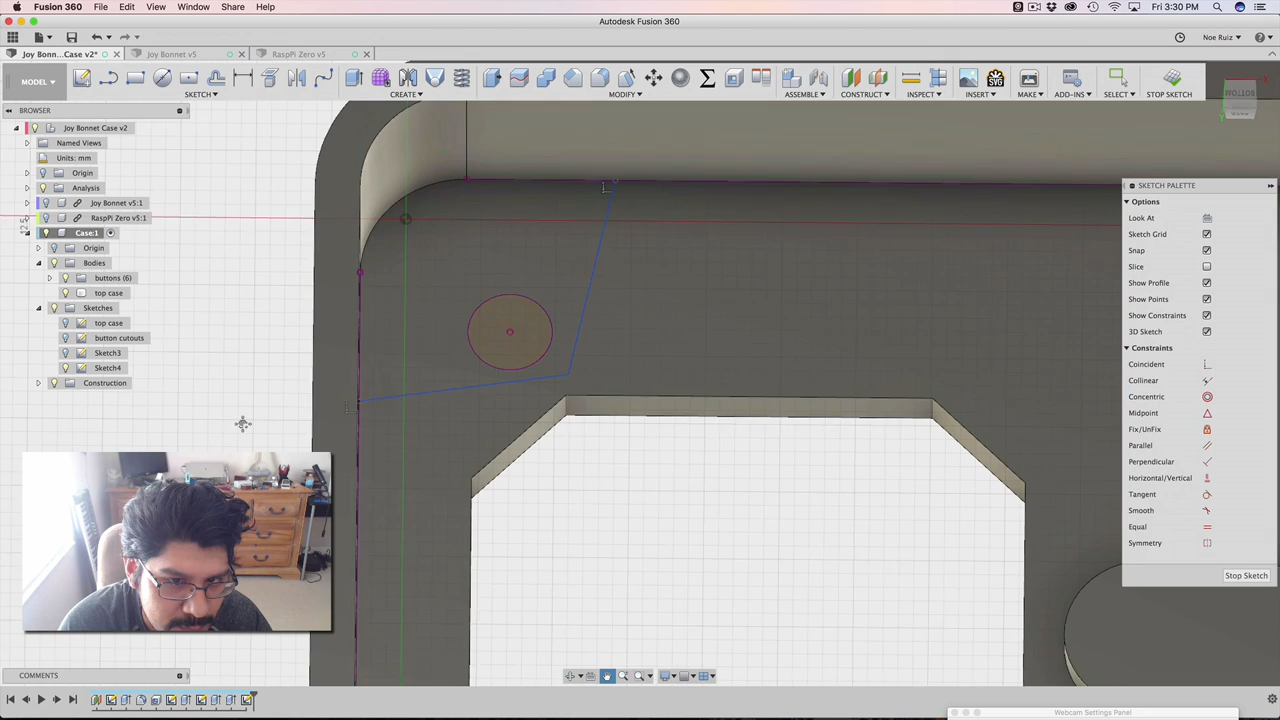 Fusion 360 File Edit View Window Share Help Fri 3:30 PM
Autodesk Fusion 360
Noe Ruiz
Joy Bonn...Case v2* Joy Bonnet v5 RaspPi Zero v5
MODEL
SKETCH CREATE MODIFY ASSEMBLE CONSTRUCT INSPECT INSERT MAKE ADD-INS SELECT STOP SKETCH
BOTTOM
BROWSER
Joy Bonnet Case v2
Named Views
Units: mm
Origin
Analysis
Joy Bonnet v5:1
RaspPi Zero v5:1
Case:1
Origin
Bodies
buttons (6)
top case
Sketches
top case
button cutouts
Sketch3
Sketch4
Construction
12.5
SKETCH PALETTE
Options
Look At
Sketch Grid
Snap
Slice
Show Profile
Show Points
Show Constraints
3D Sketch
Constraints
Coincident
Collinear
Concentric
Midpoint
Fix/UnFix
Parallel
Perpendicular
Horizontal/Vertical
Tangent
Smooth
Equal
Symmetry
Stop Sketch
COMMENTS
Webcam Settings Panel